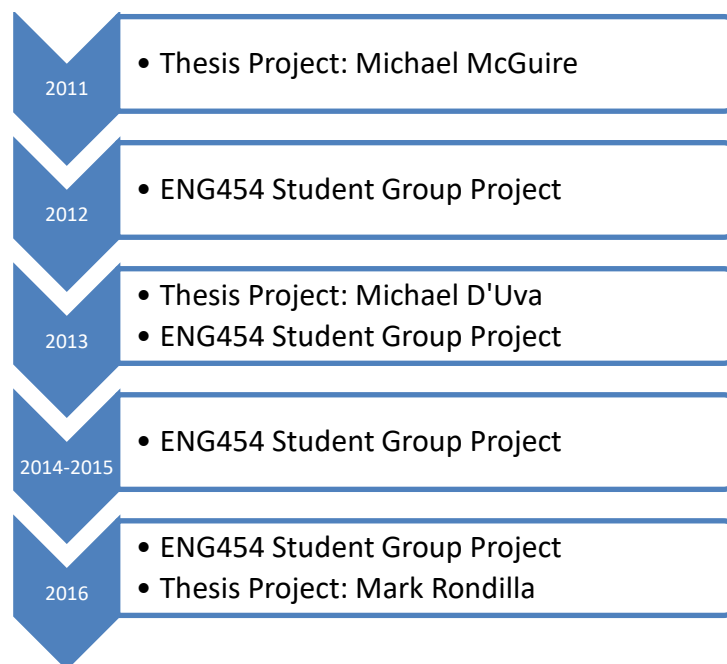 2011
• Thesis Project: Michael McGuire
2012
• ENG454 Student Group Project
2013
• Thesis Project: Michael D'Uva
• ENG454 Student Group Project
2014-2015
• ENG454 Student Group Project
2016
• ENG454 Student Group Project
• Thesis Project: Mark Rondilla